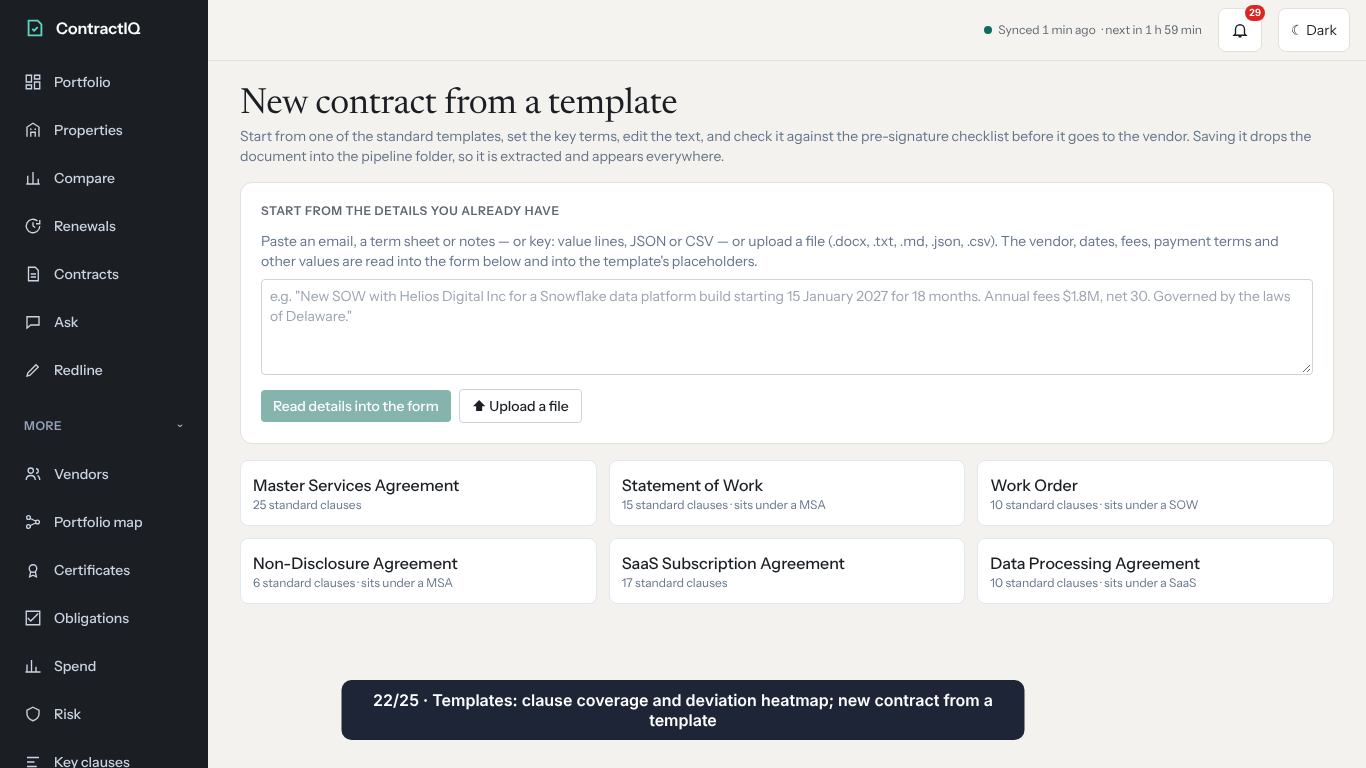 ContractIQ
Portfolio
Properties
Compare
Renewals
Contracts
Ask
Redline
MORE
Vendors
Portfolio map
Certificates
Obligations
Spend
Risk
Key clauses
Synced 1 min ago · next in 1 h 59 min
29
☾ Dark
New contract from a template
Start from one of the standard templates, set the key terms, edit the text, and check it against the pre-signature checklist before it goes to the vendor. Saving it drops the
document into the pipeline folder, so it is extracted and appears everywhere.
START FROM THE DETAILS YOU ALREADY HAVE
Paste an email, a term sheet or notes — or key: value lines, JSON or CSV — or upload a file (.docx, .txt, .md, .json, .csv). The vendor, dates, fees, payment terms and
other values are read into the form below and into the template's placeholders.
e.g. "New SOW with Helios Digital Inc for a Snowflake data platform build starting 15 January 2027 for 18 months. Annual fees $1.8M, net 30. Governed by the laws
of Delaware."
Read details into the form
⬆ Upload a file
Master Services Agreement
25 standard clauses
Statement of Work
15 standard clauses · sits under a MSA
Work Order
10 standard clauses · sits under a SOW
Non-Disclosure Agreement
6 standard clauses · sits under a MSA
SaaS Subscription Agreement
17 standard clauses
Data Processing Agreement
10 standard clauses · sits under a SaaS
22/25 · Templates: clause coverage and deviation heatmap; new contract from a
template